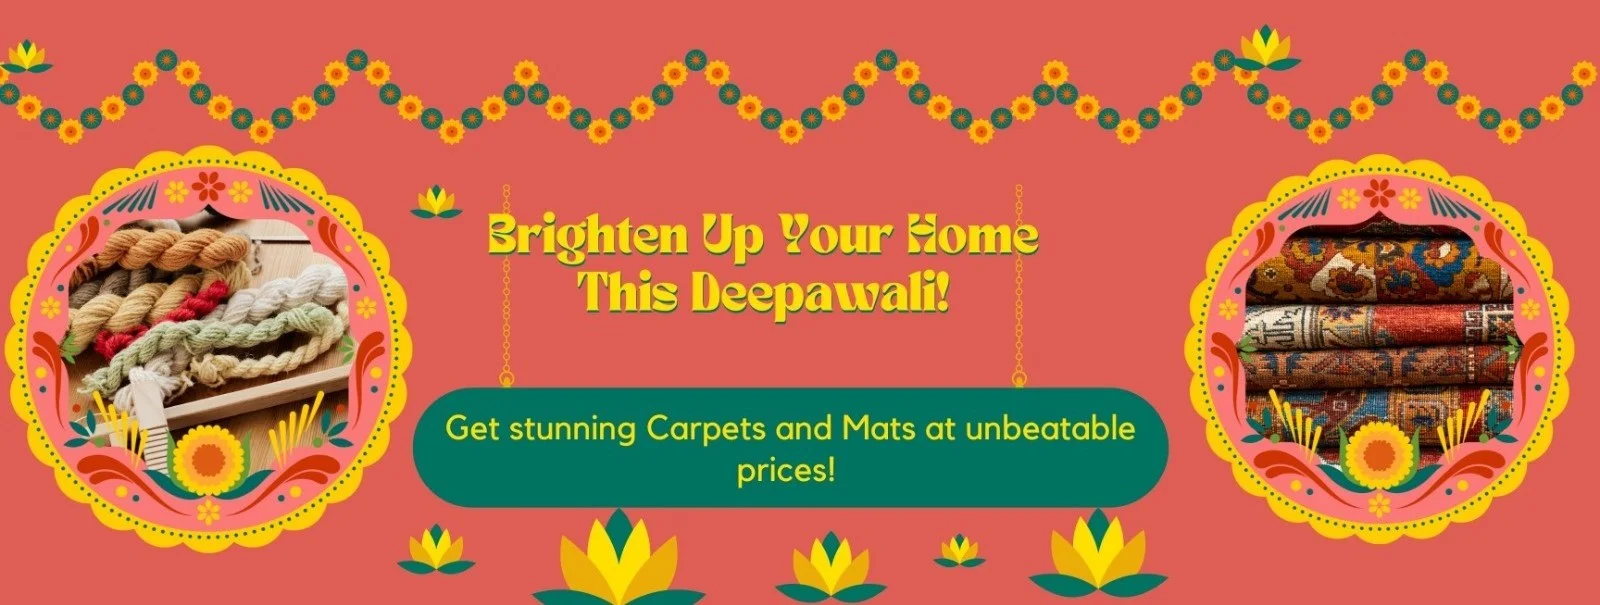 Brighten Up Your Home
This Deepawali!
Get stunning Carpets and Mats at unbeatable
prices!